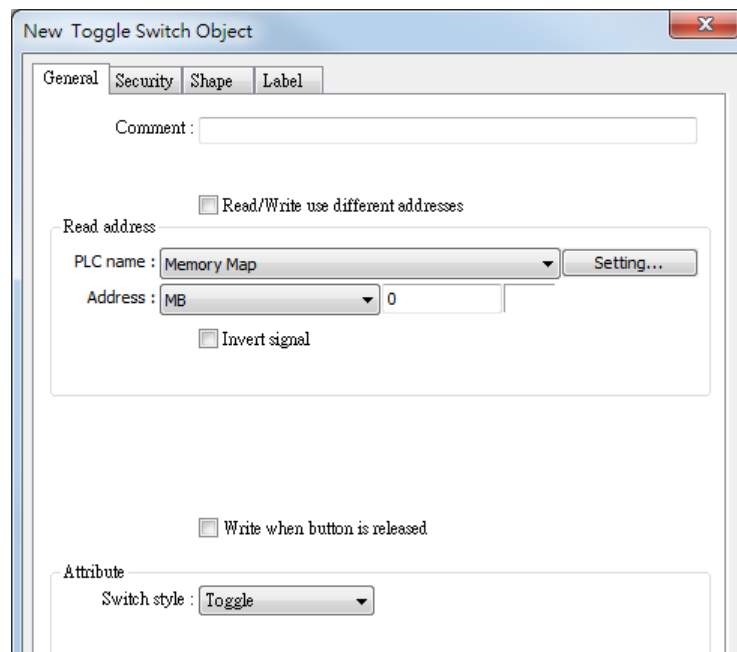 New Toggle Switch Object
General Security Shape Label
Comment :
Read/Write use different addresses
Read address
PLC name : Memory Map Setting...
Address : MB 0
Invert signal
Write when button is released
Attribute
Switch style : Toggle